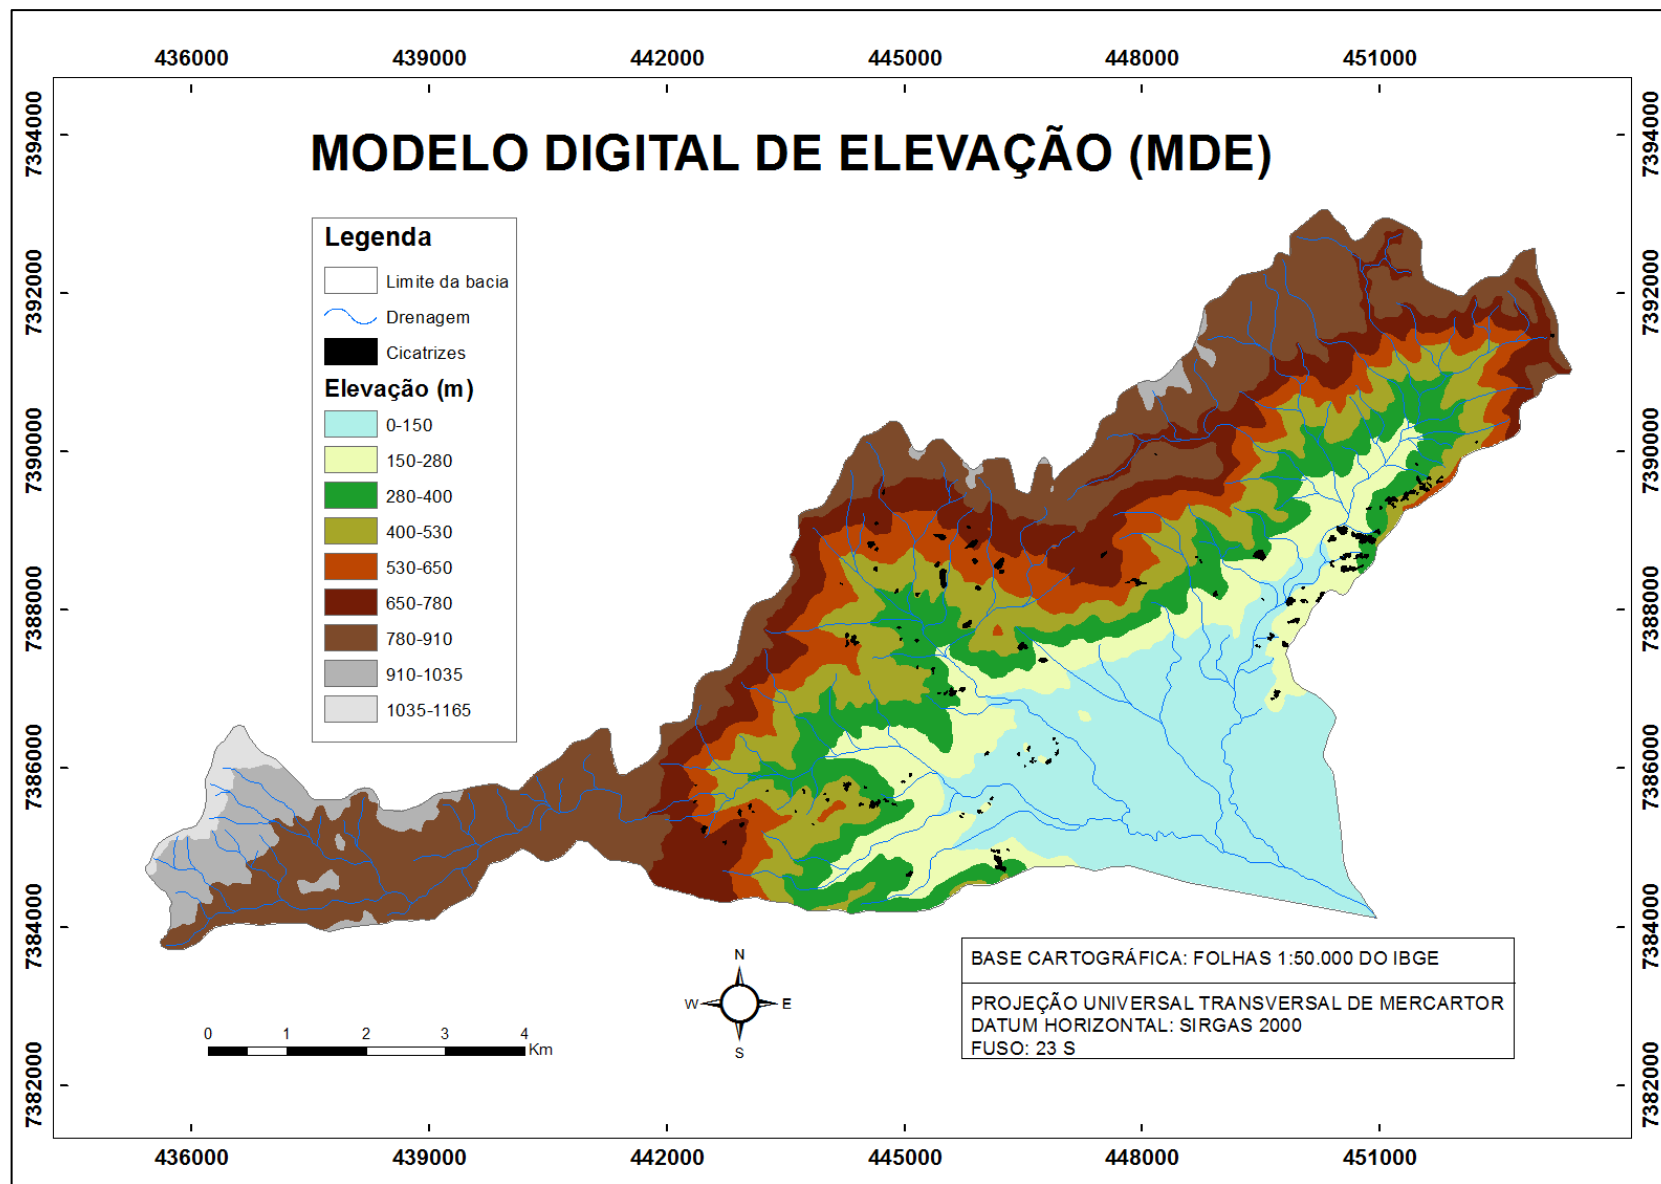 436000 439000 442000 445000 448000 451000
7394000 7394000
MODELO DIGITAL DE ELEVAÇÃO (MDE)
Legenda
Limite da bacia
Drenagem
Cicatrizes
Elevação (m)
0-150
150-280
280-400
400-530
530-650
650-780
780-910
910-1035
1035-1165
7392000 7392000
7390000 7390000
7388000 7388000
7386000 7386000
7384000 7384000
7382000 7382000
N
W E
S
0 1 2 3 4
Km
BASE CARTOGRÁFICA: FOLHAS 1:50.000 DO IBGE
PROJEÇÃO UNIVERSAL TRANSVERSAL DE MERCARTOR
DATUM HORIZONTAL: SIRGAS 2000
FUSO: 23 S
436000 439000 442000 445000 448000 451000